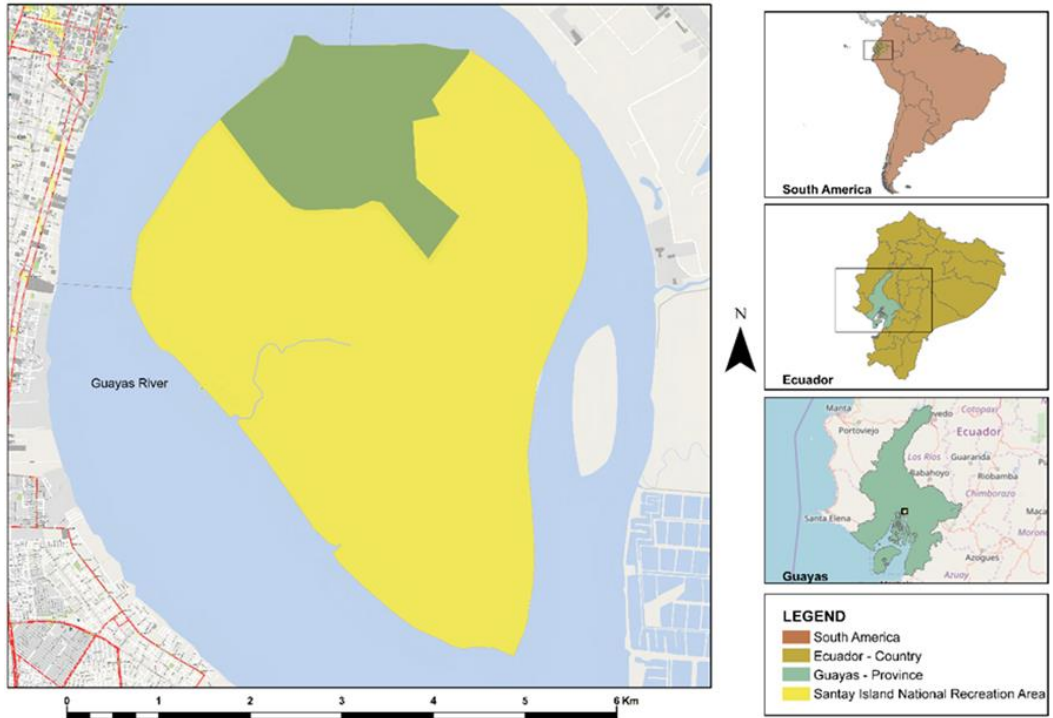 Guayas River
0 1 2 3 4 5 6 Km
N
South America
Ecuador
Manta
Portoviejo
Cotopaxi
Ecuador
Los Ríos
Guaranda
Babahoyo
Riobamba
Chimborazo
Santa Elena
Azogues
Azuay
Guayas
LEGEND
South America
Ecuador - Country
Guayas - Province
Santay Island National Recreation Area